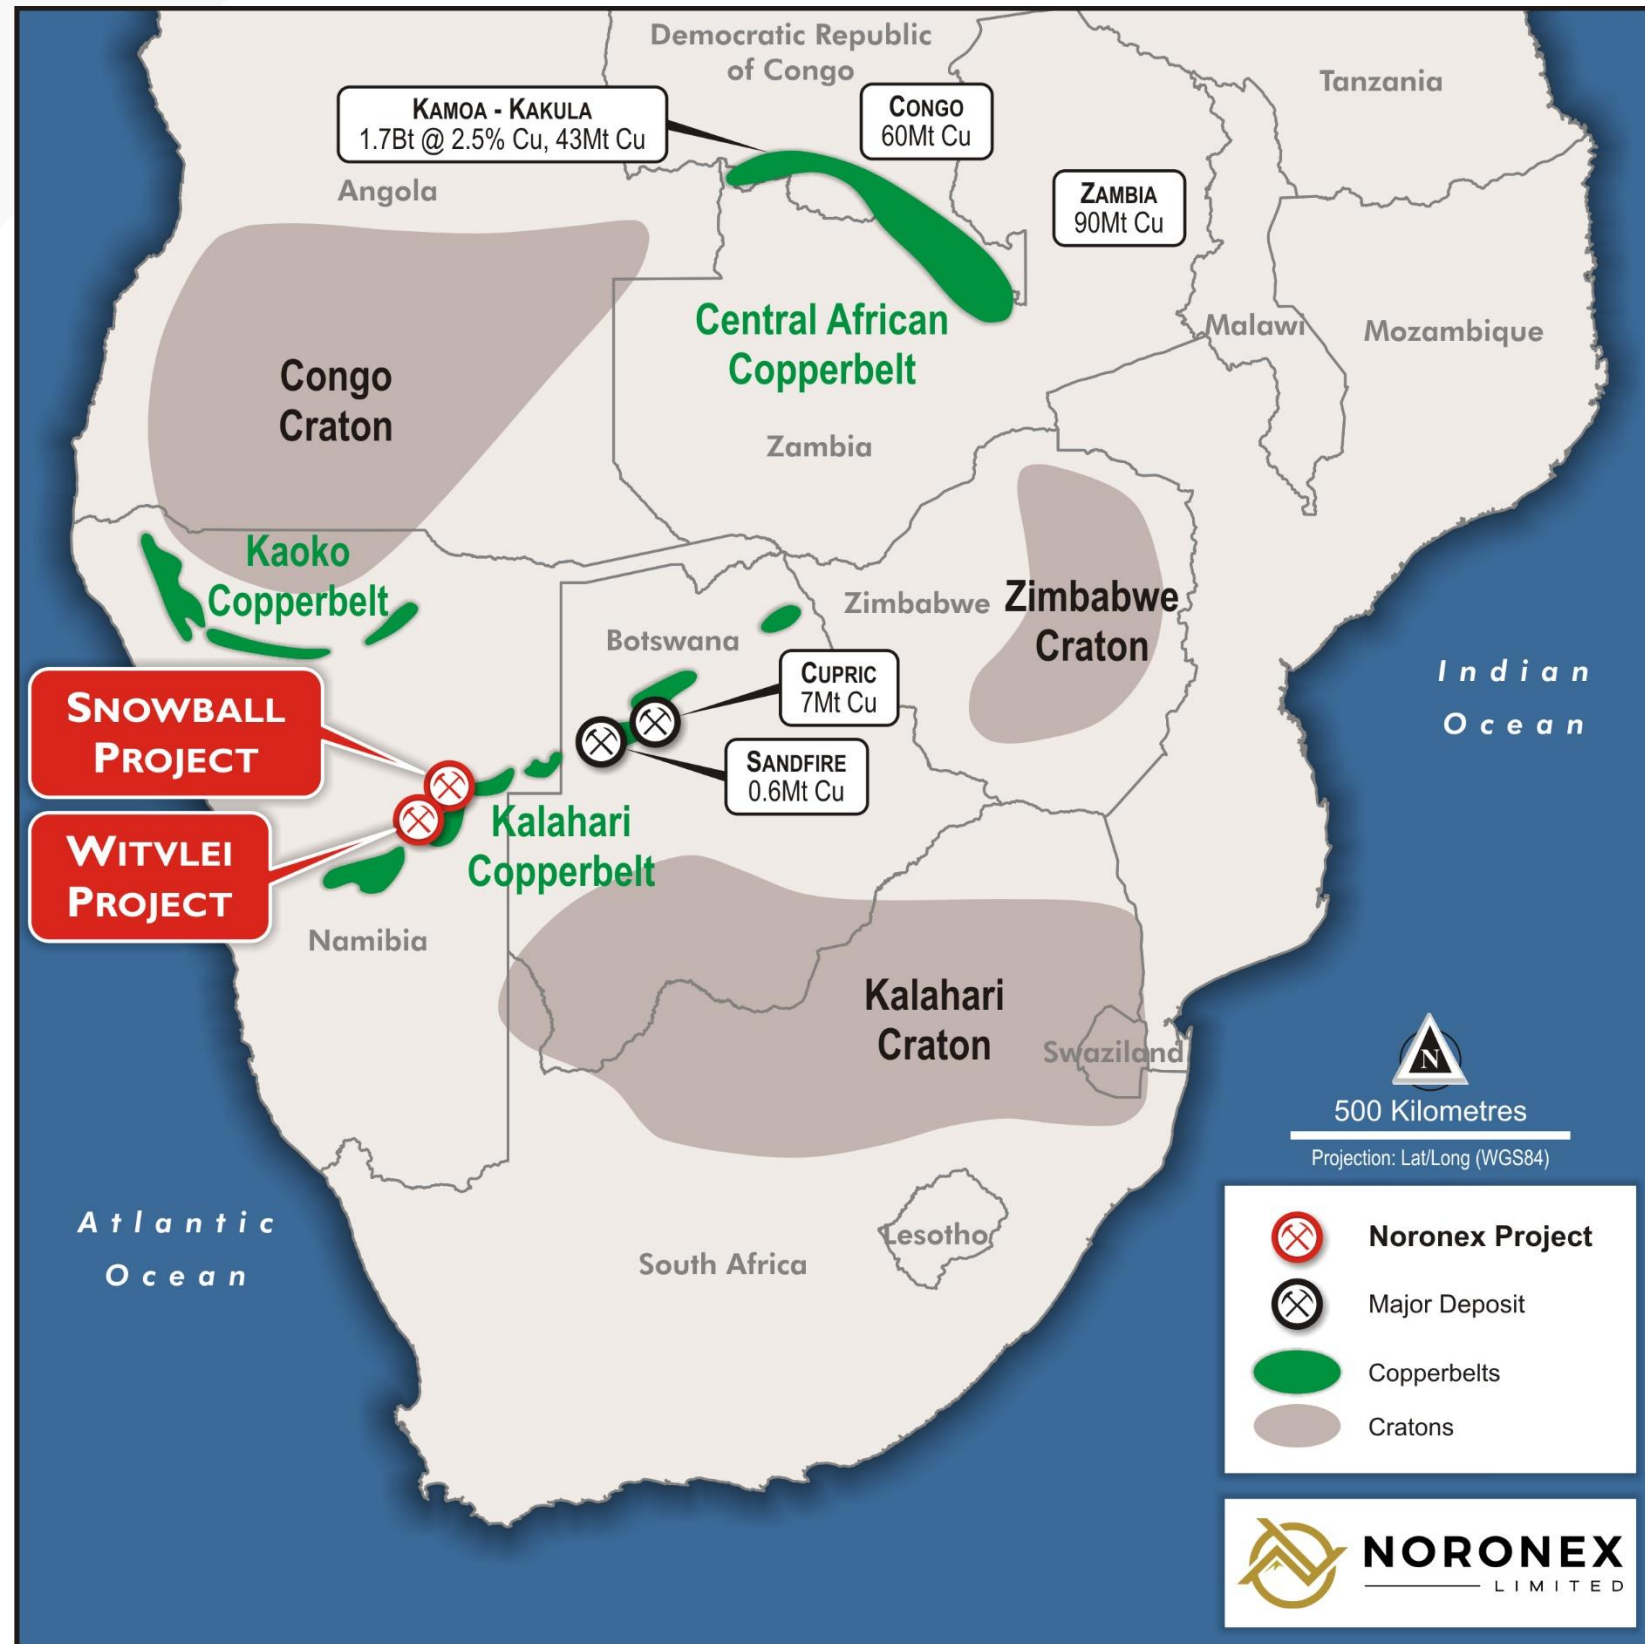 Democratic Republic
of Congo
Tanzania
KAMOA - KAKULA
1.7Bt @ 2.5% Cu, 43Mt Cu
CONGO
60Mt Cu
Angola
ZAMBIA
90Mt Cu
Central African
Copperbelt
Malawi
Mozambique
Congo
Craton
Zambia
Kaoko
Copperbelt
Zimbabwe
Zimbabwe
Craton
Botswana
CUPRIC
7Mt Cu
Indian
Ocean
SNOWBALL
PROJECT
SANDFIRE
0.6Mt Cu
Kalahari
Copperbelt
WITVLEI
PROJECT
Namibia
Kalahari
Craton
Swaziland
N
500 Kilometres
Projection: Lat/Long (WGS84)
Atlantic
Ocean
South Africa
Lesotho
Noronex Project
Major Deposit
Copperbelts
Cratons
NORONEX
LIMITED